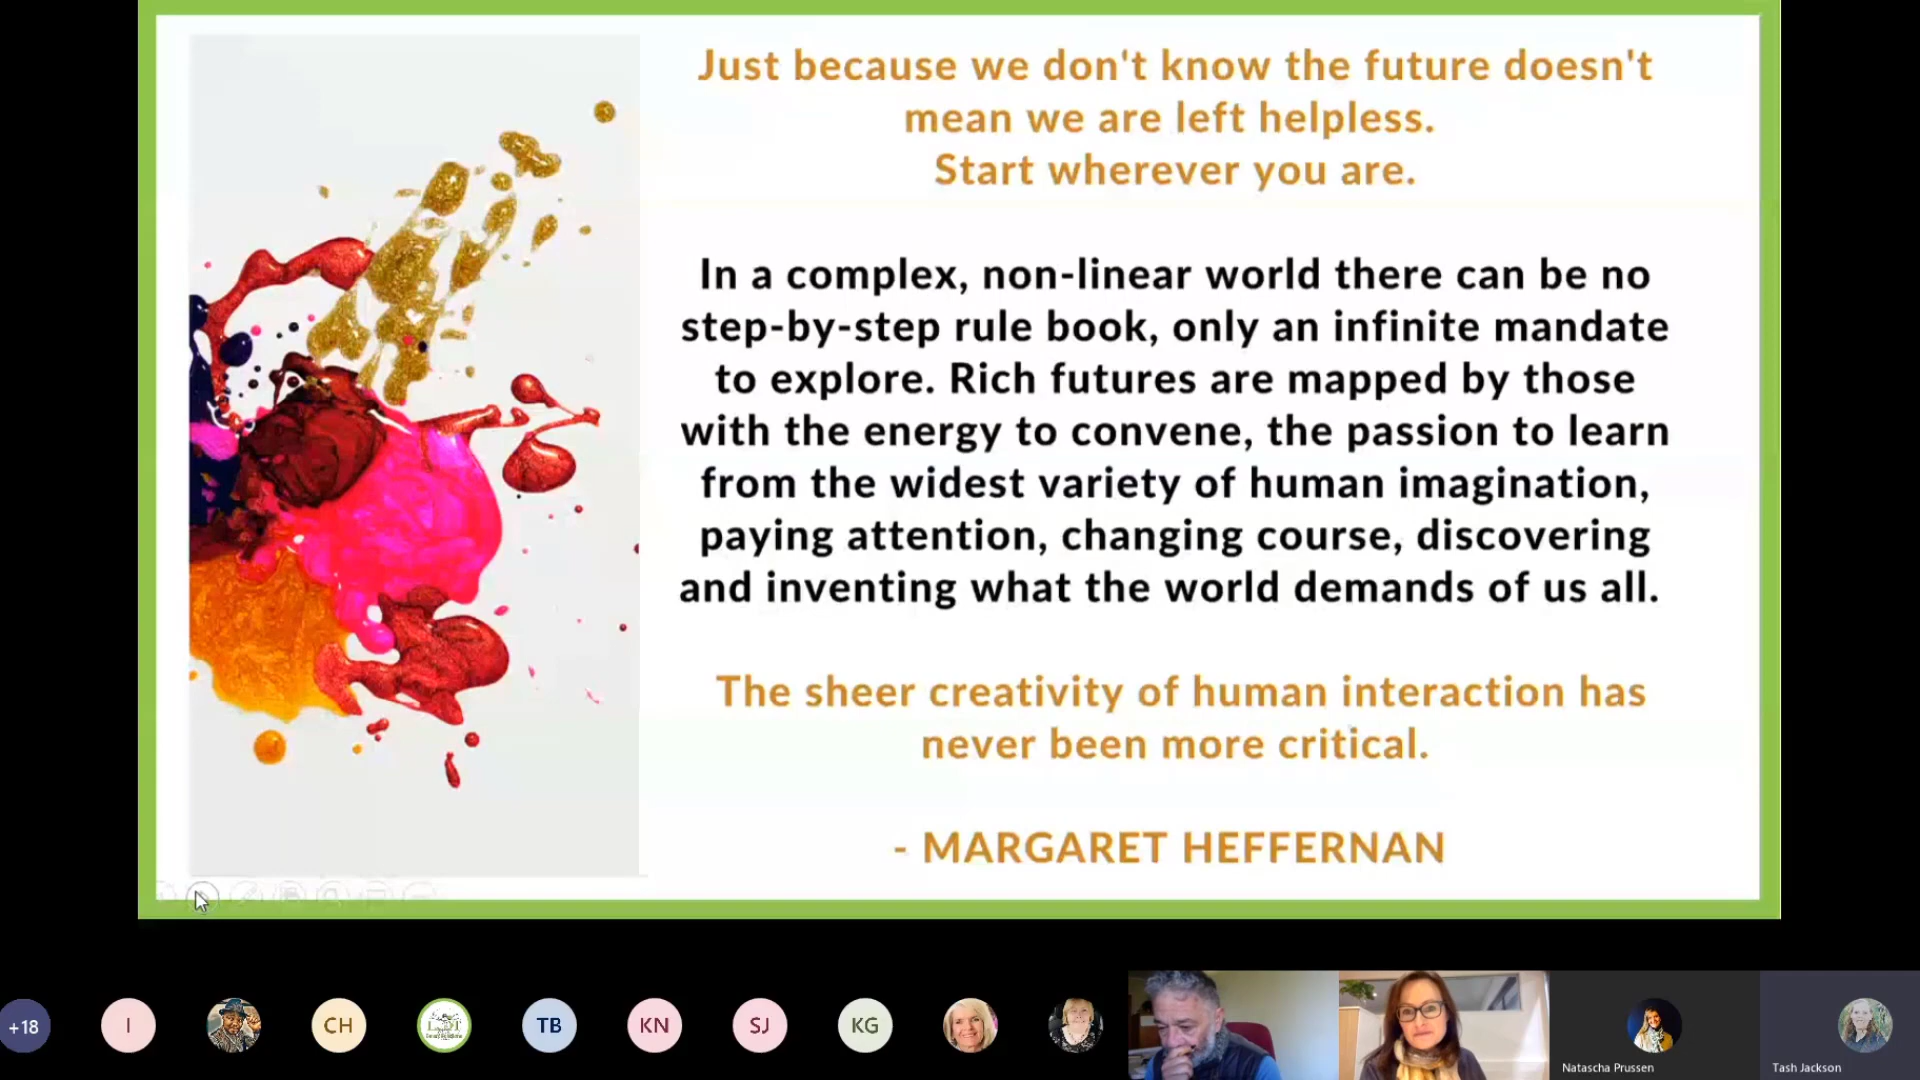 Just because we don't know the future doesn't
mean we are left helpless.
Start wherever you are.
In a complex, non-linear world there can be no
step-by-step rule book, only an infinite mandate
to explore. Rich futures are mapped by those
with the energy to convene, the passion to learn
from the widest variety of human imagination,
paying attention, changing course, discovering
and inventing what the world demands of us all.
The sheer creativity of human interaction has
never been more critical.
- MARGARET HEFFERNAN
+18
I
CH
TB
KN
SJ
KG
Natascha Prussen
Tash Jackson